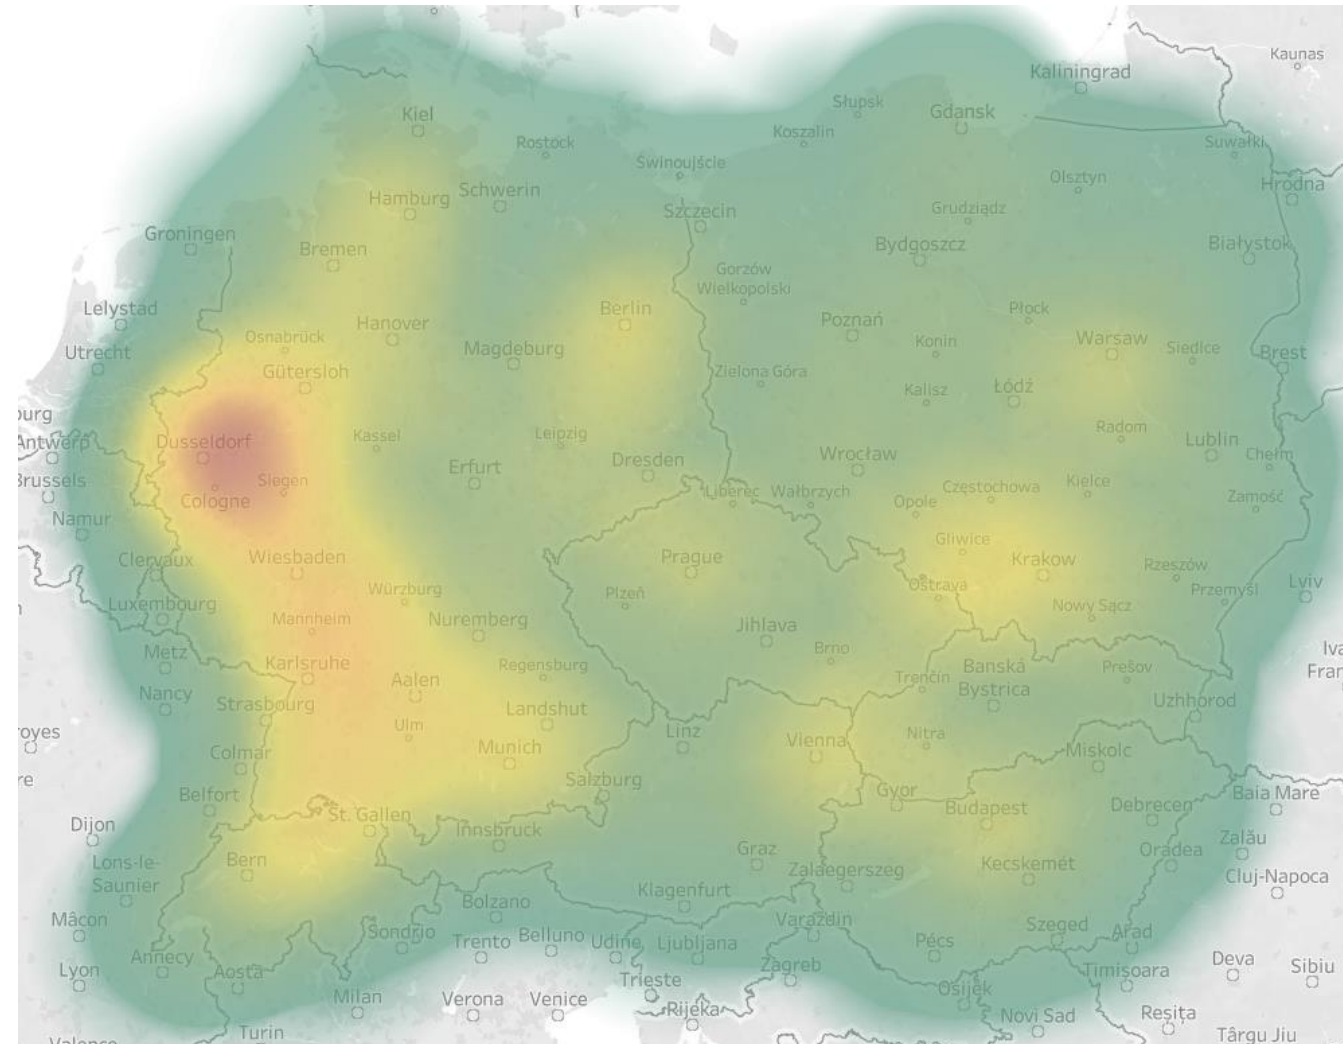 Kaunas
Kaliningrad
Słupsk
Gdansk
Kiel
Koszalin
Rostock
Suwałki
Świnoujście
Olsztyn
Hrodna
Schwerin
Hamburg
Szczecin
Grudziądz
Groningen
Bremen
Bydgoszcz
Białystok
Gorzów
Wielkopolski
Lelystad
Berlin
Płock
Hanover
Poznań
Osnabrück
Konin
Warsaw
Siedlce
Utrecht
Magdeburg
Brest
Gütersloh
Zielona Góra
Kalisz
Łódź
burg
Antwerp
Dusseldorf
Kassel
Leipzig
Radom
Lublin
Chełm
Wrocław
Dresden
Erfurt
Brussels
Siegen
Cologne
Liberec
Wałbrzych
Opole
Częstochowa
Kielce
Zamość
Namur
Gliwice
Clervaux
Wiesbaden
Prague
Krakow
Rzeszów
Würzburg
Plzeň
Ostrava
Przemyśl
Lviv
Luxembourg
Mannheim
Nuremberg
Nowy Sącz
Jihlava
Metz
Karlsruhe
Regensburg
Brno
Iva
Fran
Banská
Bystrica
Prešov
Trenčín
Nancy
Aalen
Strasbourg
Landshut
Uzhhorod
royes
Ulm
Linz
Vienna
Nitra
Colmar
Munich
Miskolc
re
Salzburg
Belfort
Gyor
Budapest
Debrecen
Baia Mare
Dijon
St. Gallen
Innsbruck
Zalău
Lons-le-
Saunier
Bern
Graz
Zalaegerszeg
Kecskemét
Oradea
Cluj-Napoca
Klagenfurt
Mâcon
Bolzano
Varaždin
Szeged
Arad
Sondrio
Trento
Belluno
Udine
Ljubljana
Pécs
Annecy
Lyon
Aosta
Zagreb
Timișoara
Deva
Sibiu
Trieste
Osijek
Milan
Verona
Venice
Rijeka
Novi Sad
Reșița
Turin
Târgu Jiu
Valence